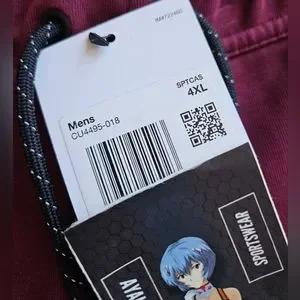 Mens
CU4495-018
SPTCAS
4XL
SPORTSWEAR